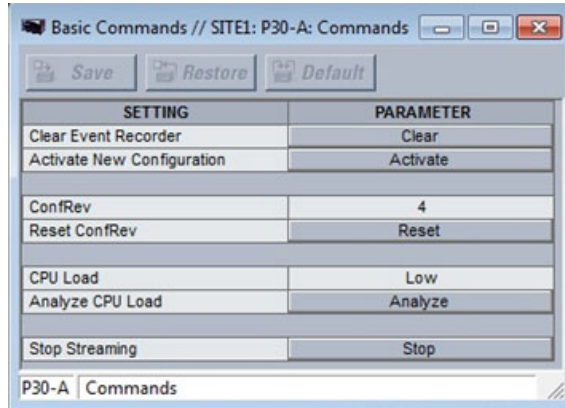 Basic Commands // SITE1: P30-A: Commands
Save Restore Default
SETTING PARAMETER
Clear Event Recorder Clear
Activate New Configuration Activate
ConfRev 4
Reset ConfRev Reset
CPU Load Low
Analyze CPU Load Analyze
Stop Streaming Stop
P30-A Commands